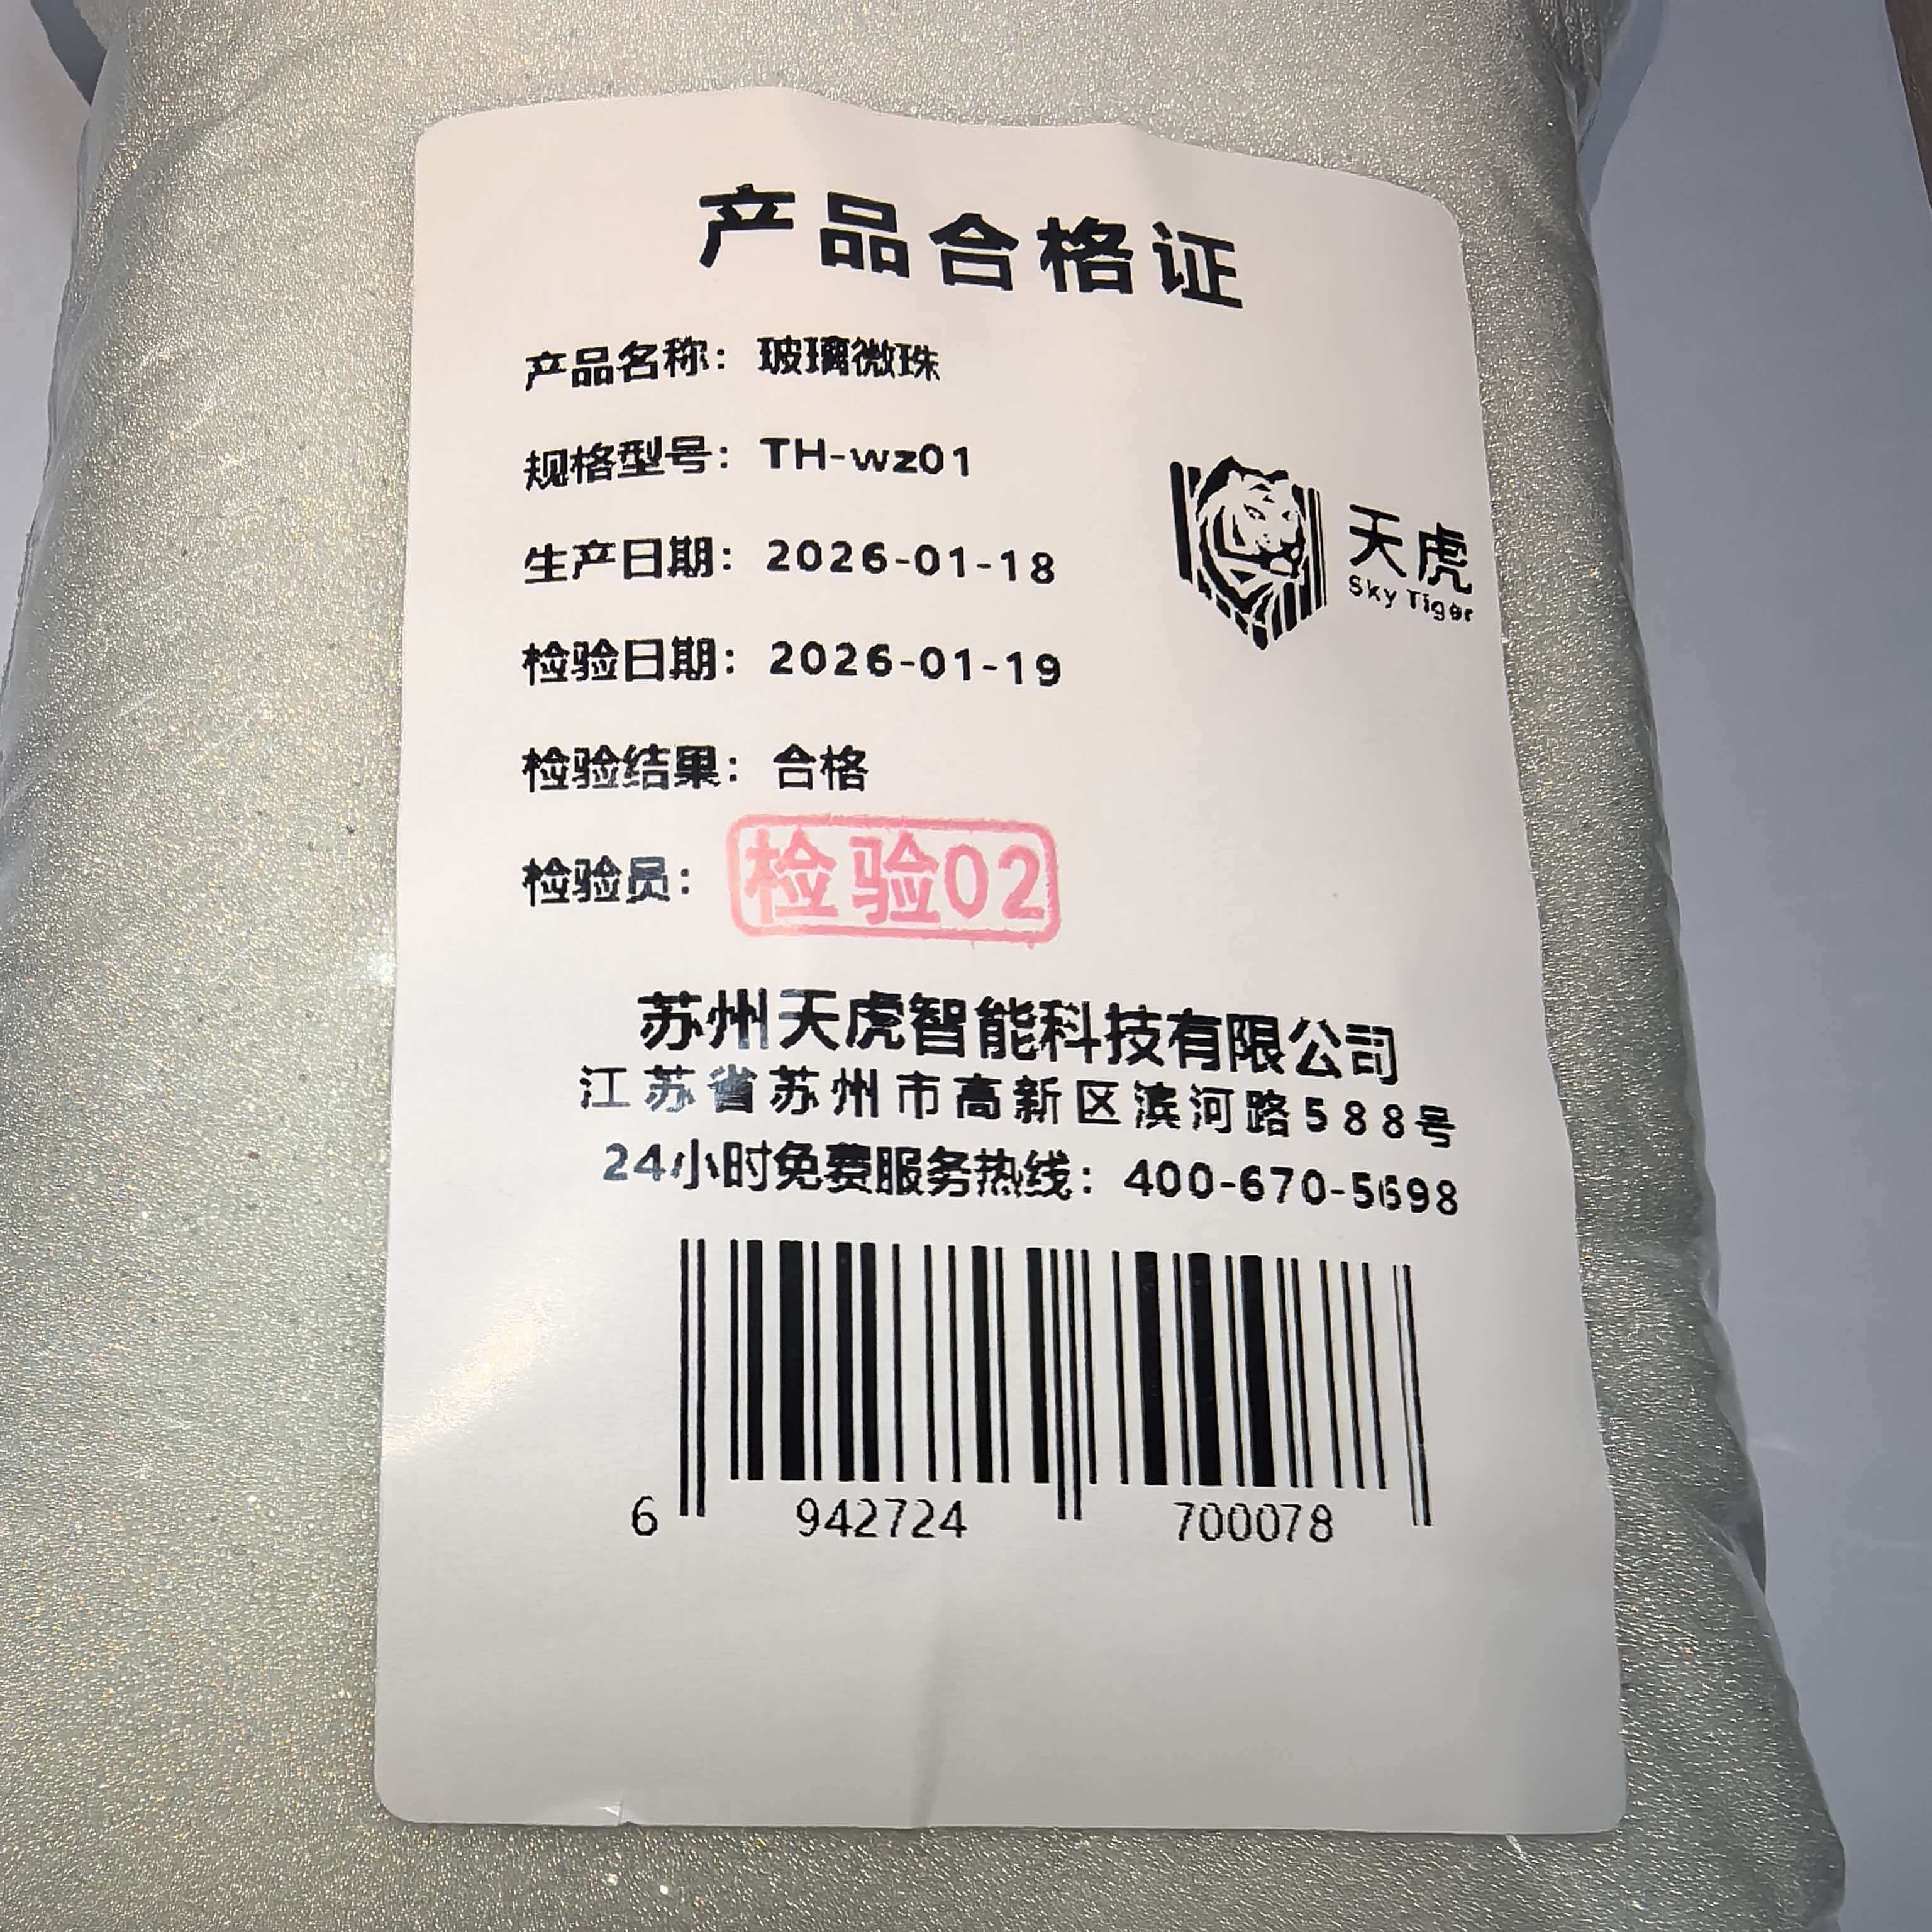 产品合格证
产品名称：玻璃微珠
规格型号：TH-wz01
生产日期：2026-01-18
天虎
Sky Tiger
检验日期：2026-01-19
检验结果：合格
检验员：检验02
苏州天虎智能科技有限公司
江苏省苏州市高新区滨河路588号
24小时免费服务热线：400-670-5698
6 942724 700078